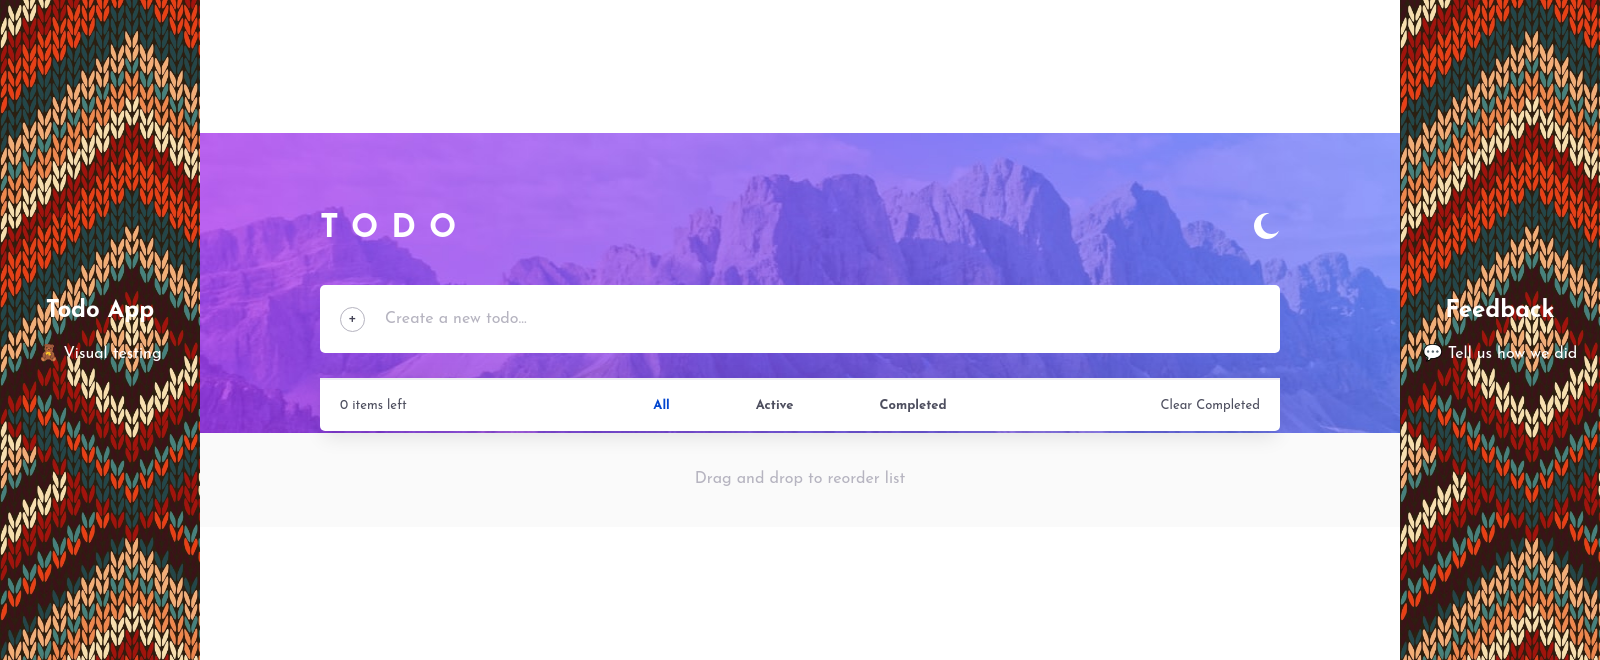 Todo App
🧸 Visual testing
TODO
+
Create a new todo...
0 items left
All
Active
Completed
Clear Completed
Drag and drop to reorder list
Feedback
💬 Tell us how we did